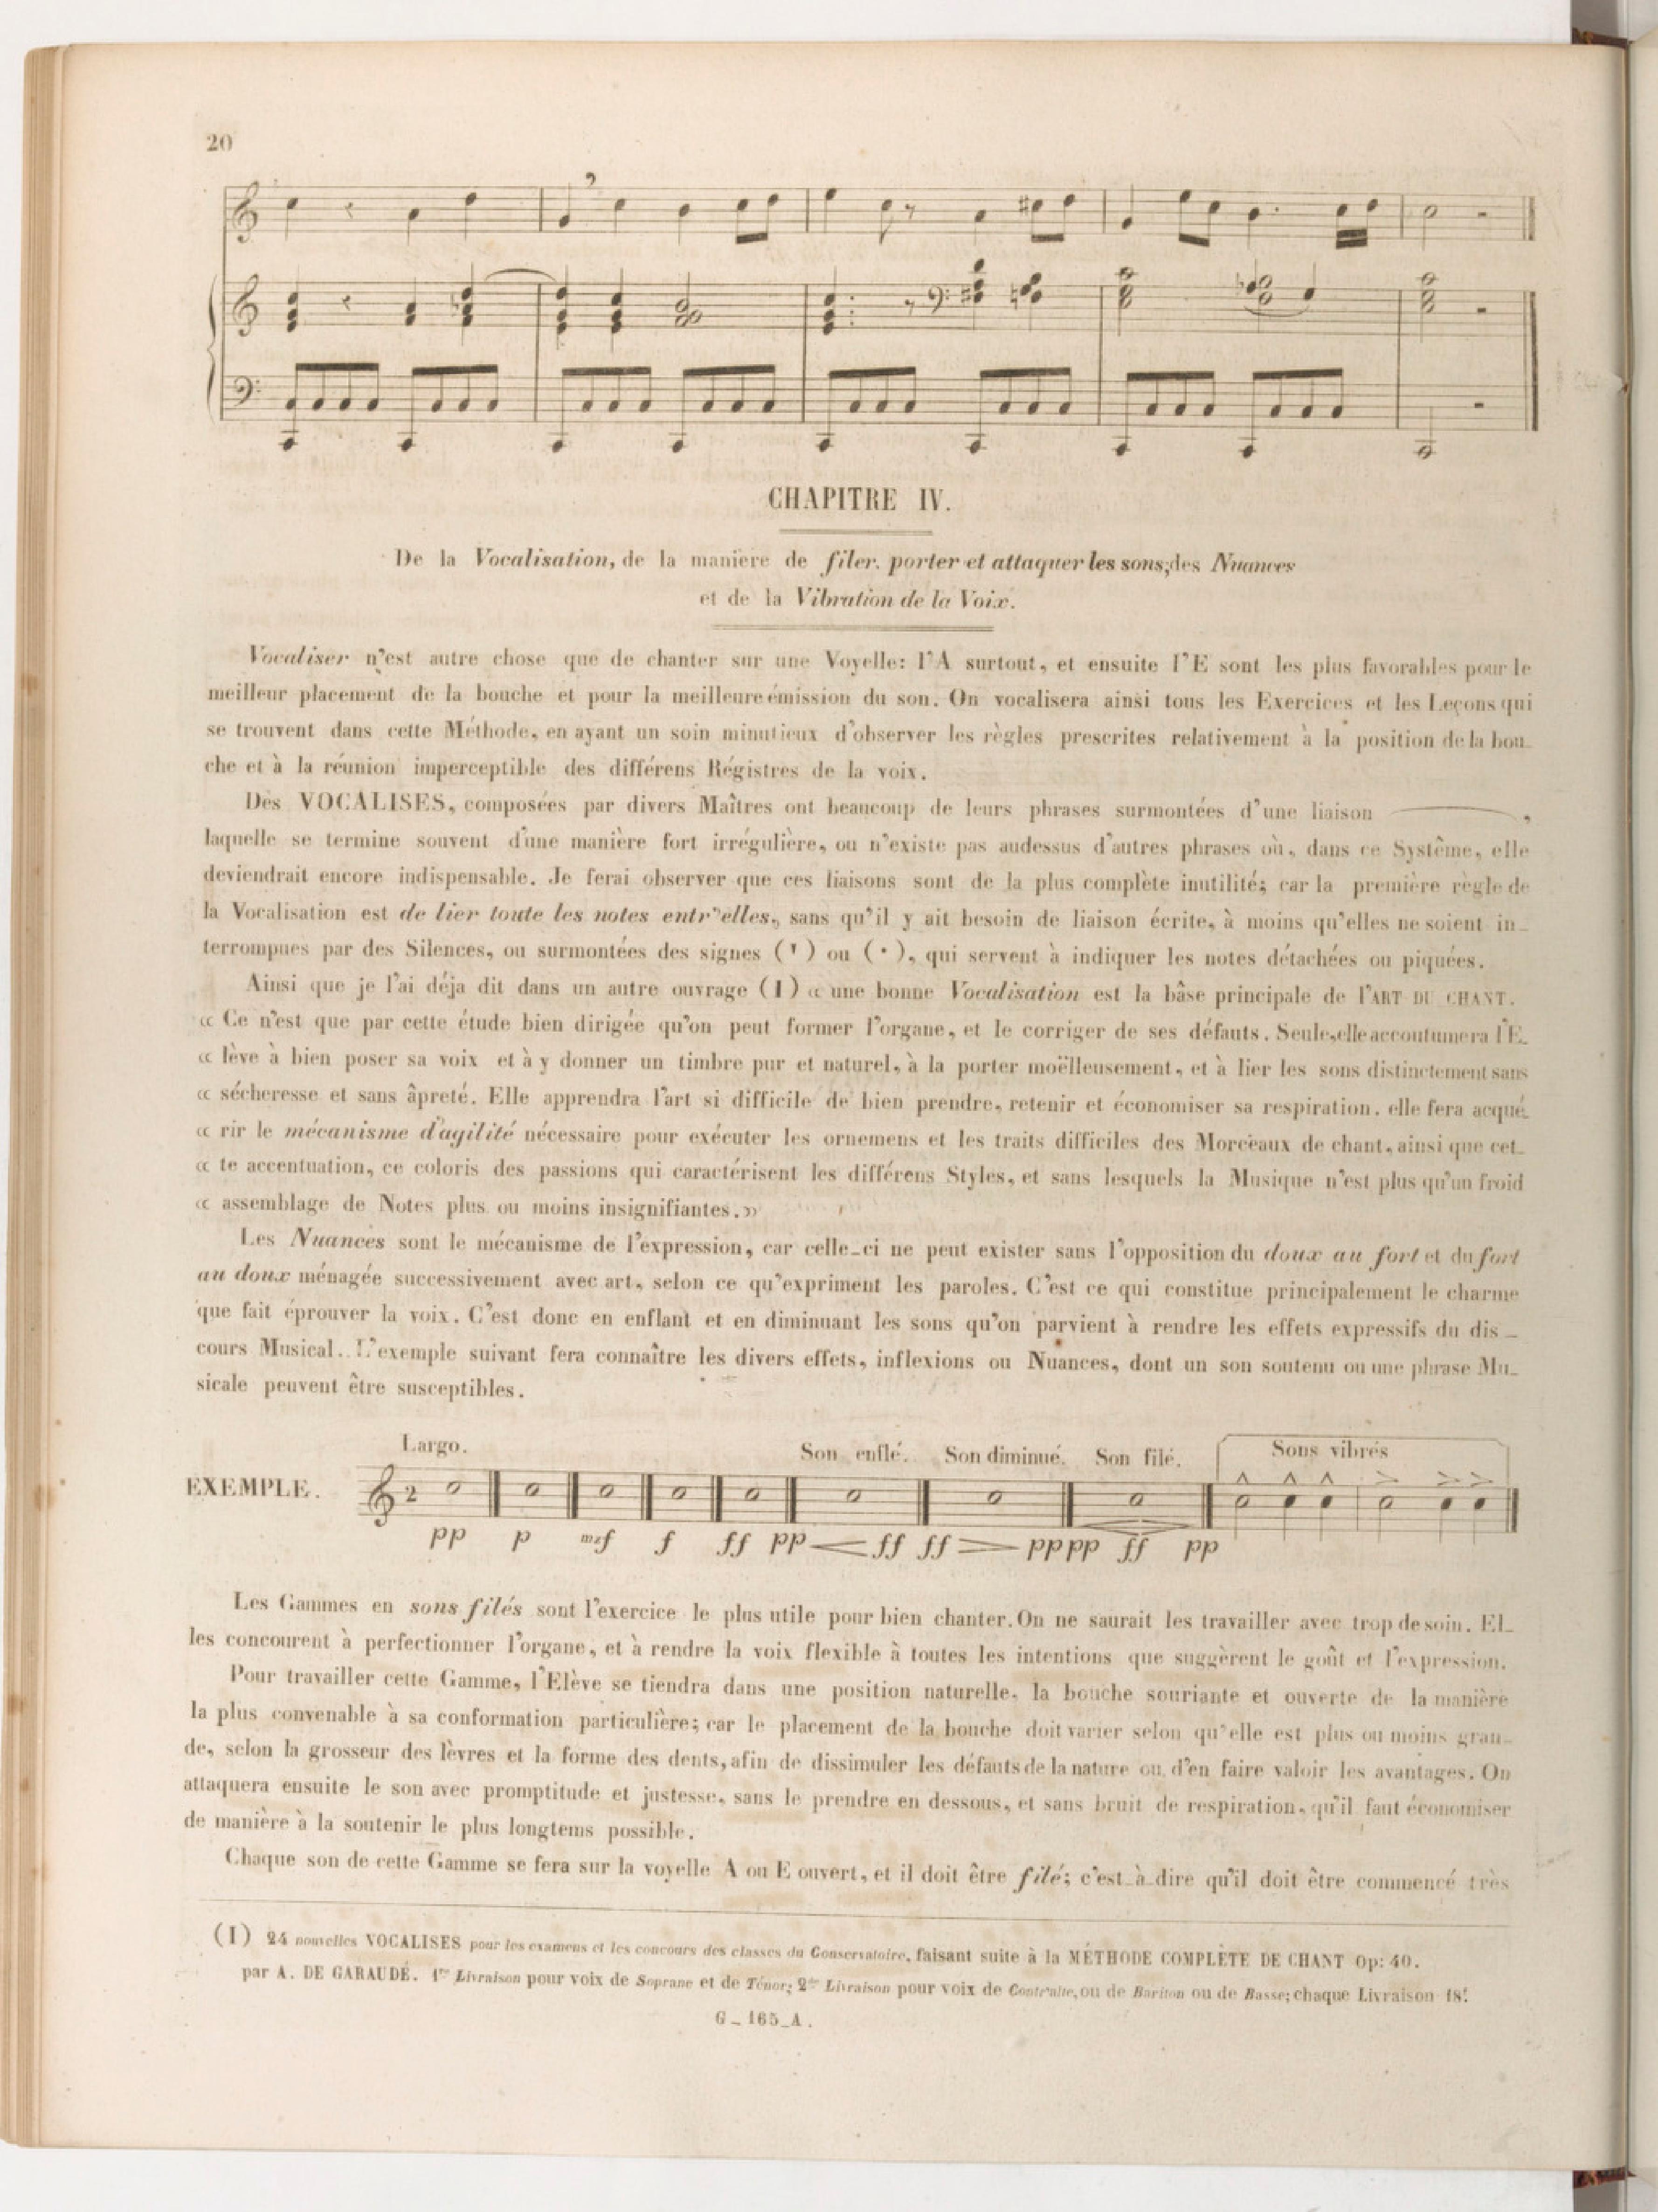 20
CHAPITRE IV.
De la Vocalisation, de la manière de filer, porter et attaquer les sons; des Nuances
et de la Vibration de la Voix.
Vocaliser n'est autre chose que de chanter sur une Voyelle: l'A surtout, et ensuite l'E sont les plus favorables pour le
meilleur placement de la bouche et pour la meilleure émission du son. On vocalisera ainsi tous les Exercices et les Leçons qui
se trouvent dans cette Méthode, en ayant un soin minutieux d'observer les règles prescrites relativement à la position de la bou_
che et à la réunion imperceptible des différens Régistres de la voix.
Des VOCALISES, composées par divers Maîtres ont beaucoup de leurs phrases surmontées d'une liaison ,
laquelle se termine souvent d'une manière fort irrégulière, ou n'existe pas audessus d'autres phrases où, dans ce Système, elle
deviendrait encore indispensable. Je ferai observer que ces liaisons sont de la plus complète inutilité; car la première règle de
la Vocalisation est de lier toute les notes entr'elles, sans qu'il y ait besoin de liaison écrite, à moins qu'elles ne soient in_
terrompues par des Silences, ou surmontées des signes (') ou (·), qui servent à indiquer les notes détachées ou piquées.
Ainsi que je l'ai déja dit dans un autre ouvrage (1) « une bonne Vocalisation est la bâse principale de l'ART DU CHANT.
« Ce n'est que par cette étude bien dirigée qu'on peut former l'organe, et le corriger de ses défauts. Seule, elle accoutumera l'E_
« lève à bien poser sa voix et à y donner un timbre pur et naturel, à la porter moëlleusement, et à lier les sons distinctement sans
« sécheresse et sans âpreté. Elle apprendra l'art si difficile de bien prendre, retenir et économiser sa respiration. elle fera acqué_
« rir le mécanisme d'agilité nécessaire pour exécuter les ornemens et les traits difficiles des Morceaux de chant, ainsi que cet_
« te accentuation, ce coloris des passions qui caractérisent les différens Styles, et sans lesquels la Musique n'est plus qu'un froid
« assemblage de Notes plus ou moins insignifiantes.»
Les Nuances sont le mécanisme de l'expression, car celle_ci ne peut exister sans l'opposition du doux au fort et du fort
au doux ménagée successivement avec art, selon ce qu'expriment les paroles. C'est ce qui constitue principalement le charme
que fait éprouver la voix. C'est donc en enflant et en diminuant les sons qu'on parvient à rendre les effets expressifs du dis_
cours Musical. L'exemple suivant fera connaître les divers effets, inflexions ou Nuances, dont un son soutenu ou une phrase Mu_
sicale peuvent être susceptibles.
Largo. Son enflé. Son diminué. Son filé. Sons vibrés
EXEMPLE. 2
pp p mzf f ff pp ff ff pp pp ff pp
Les Gammes en sons filés sont l'exercice le plus utile pour bien chanter. On ne saurait les travailler avec trop de soin. El_
les concourent à perfectionner l'organe, et à rendre la voix flexible à toutes les intentions que suggèrent le goût et l'expression.
Pour travailler cette Gamme, l'Elève se tiendra dans une position naturelle, la bouche souriante et ouverte de la manière
la plus convenable à sa conformation particulière; car le placement de la bouche doit varier selon qu'elle est plus ou moins gran_
de, selon la grosseur des lèvres et la forme des dents, afin de dissimuler les défauts de la nature ou d'en faire valoir les avantages. On
attaquera ensuite le son avec promptitude et justesse, sans le prendre en dessous, et sans bruit de respiration, qu'il faut économiser
de manière à la soutenir le plus longtems possible.
Chaque son de cette Gamme se fera sur la voyelle A ou E ouvert, et il doit être filé; c'est_à_dire qu'il doit être commencé très
(1) 24 nouvelles VOCALISES pour les examens et les concours des classes du Conservatoire, faisant suite à la MÉTHODE COMPLÈTE DE CHANT Op: 40.
par A. DE GARAUDÉ. 1re Livraison pour voix de Soprane et de Ténor; 2de Livraison pour voix de Contr'alte, ou de Bariton ou de Basse; chaque Livraison 18f
G _ 165 _ A .